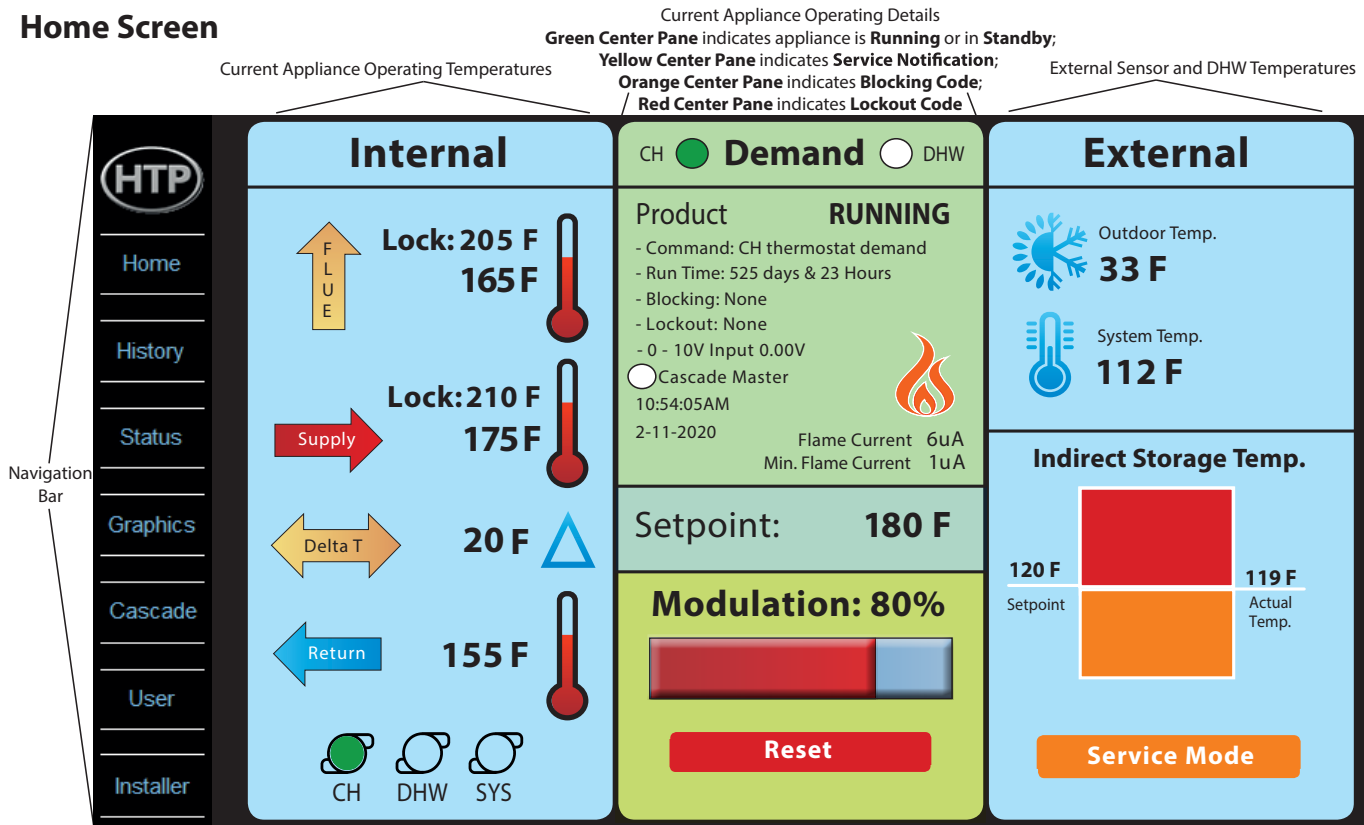 Home Screen
Current Appliance Operating Temperatures
Current Appliance Operating Details
Green Center Pane indicates appliance is Running or in Standby;
Yellow Center Pane indicates Service Notification;
Orange Center Pane indicates Blocking Code;
Red Center Pane indicates Lockout Code
External Sensor and DHW Temperatures
Navigation
Bar
HTP
Home
History
Status
Graphics
Cascade
User
Installer
Internal
FLUE
Lock: 205 F
165 F
Lock: 210 F
Supply
175 F
Delta T
20 F
Return
155 F
CH
DHW
SYS
CH Demand DHW
Product RUNNING
- Command: CH thermostat demand
- Run Time: 525 days & 23 Hours
- Blocking: None
- Lockout: None
- 0 - 10V Input 0.00V
Cascade Master
10:54:05AM
2-11-2020
Flame Current 6uA
Min. Flame Current 1uA
Setpoint: 180 F
Modulation: 80%
Reset
External
Outdoor Temp.
33 F
System Temp.
112 F
Indirect Storage Temp.
120 F
Setpoint
119 F
Actual
Temp.
Service Mode